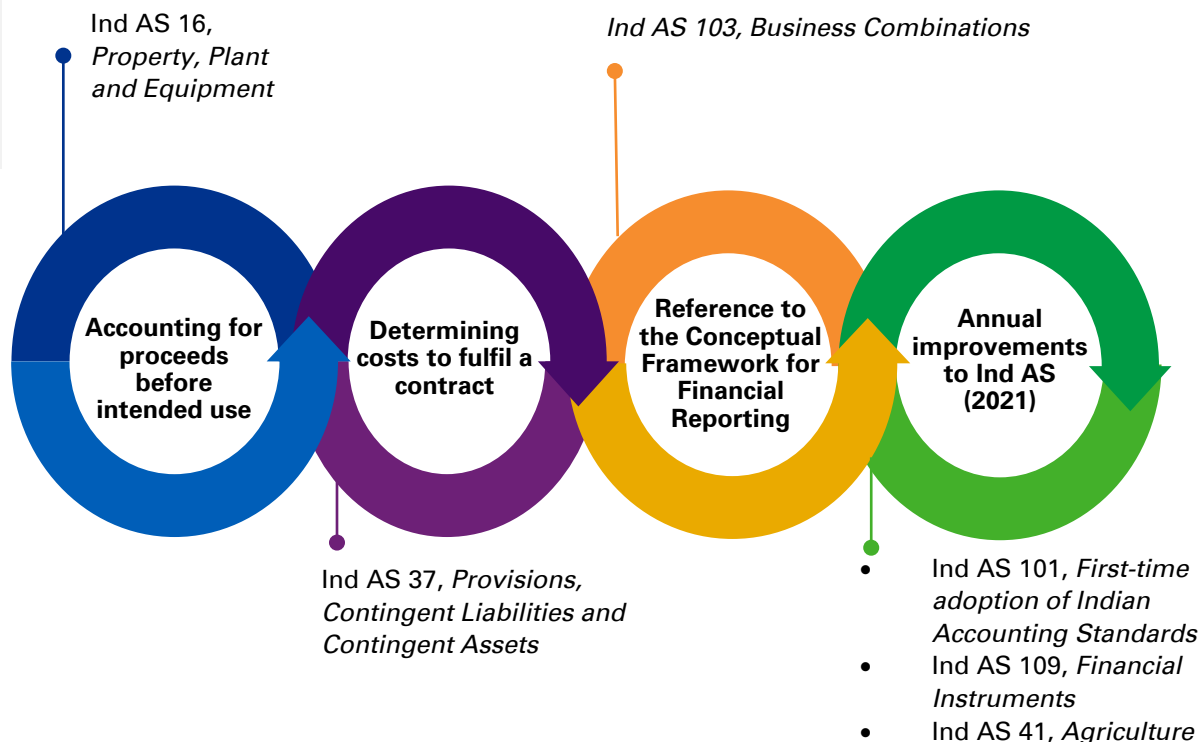 Ind AS 16,
Property, Plant
and Equipment
Ind AS 103, Business Combinations
Accounting for
proceeds
before
intended use
Determining
costs to fulfil a
contract
Reference to
the Conceptual
Framework for
Financial
Reporting
Annual
improvements
to Ind AS
(2021)
Ind AS 37, Provisions,
Contingent Liabilities and
Contingent Assets
• Ind AS 101, First-time
adoption of Indian
Accounting Standards
• Ind AS 109, Financial
Instruments
• Ind AS 41, Agriculture